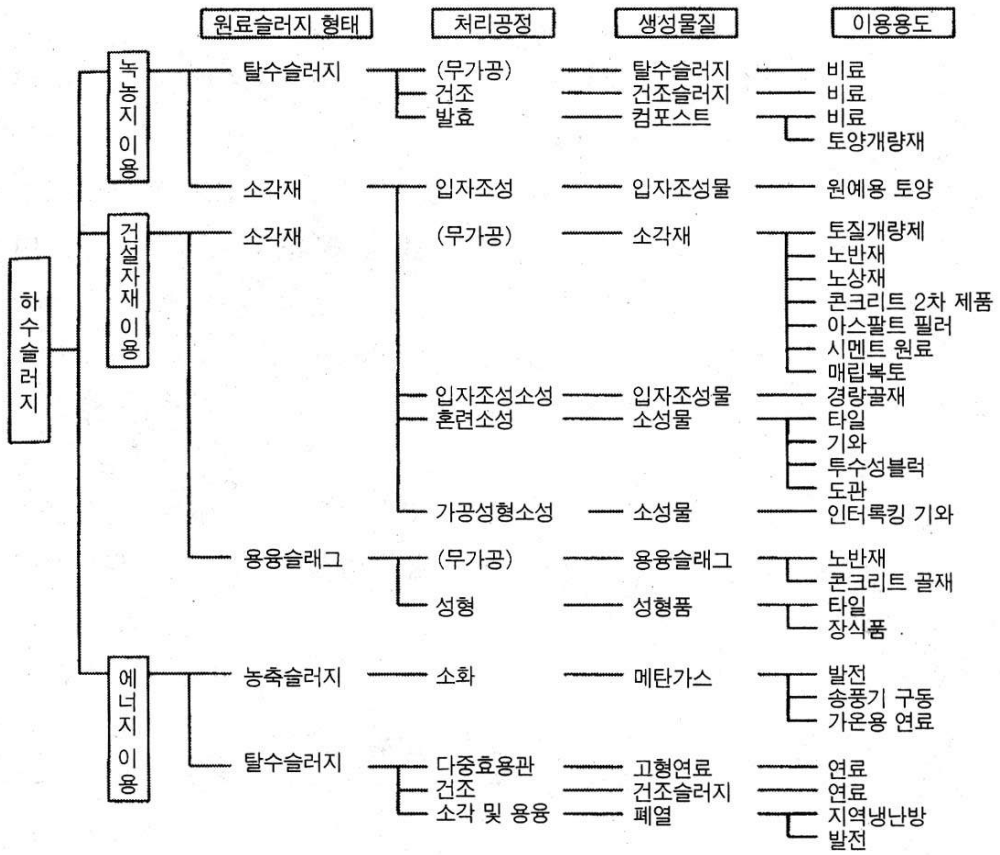 원료슬러지 형태 처리공정 생성물질 이용용도
하수슬러지
녹농지 이용
탈수슬러지 (무가공) 탈수슬러지 비료
건조 건조슬러지 비료
발효 컴포스트 비료
토양개량재
소각재 입자조성 입자조성물 원예용 토양
건설자재 이용
소각재 (무가공) 소각재 토질개량제
노반재
노상재
콘크리트 2차 제품
아스팔트 필러
시멘트 원료
매립복토
입자조성소성 입자조성물 경량골재
혼련소성 소성물 타일
기와
투수성블럭
도관
가공성형소성 소성물 인터록킹 기와
용융슬래그 (무가공) 용융슬래그 노반재
콘크리트 골재
성형 성형품 타일
장식품
에너지 이용
농축슬러지 소화 메탄가스 발전
송풍기 구동
가온용 연료
탈수슬러지 다중효용관 고형연료 연료
건조 건조슬러지 연료
소각 및 용융 폐열 지역냉난방
발전